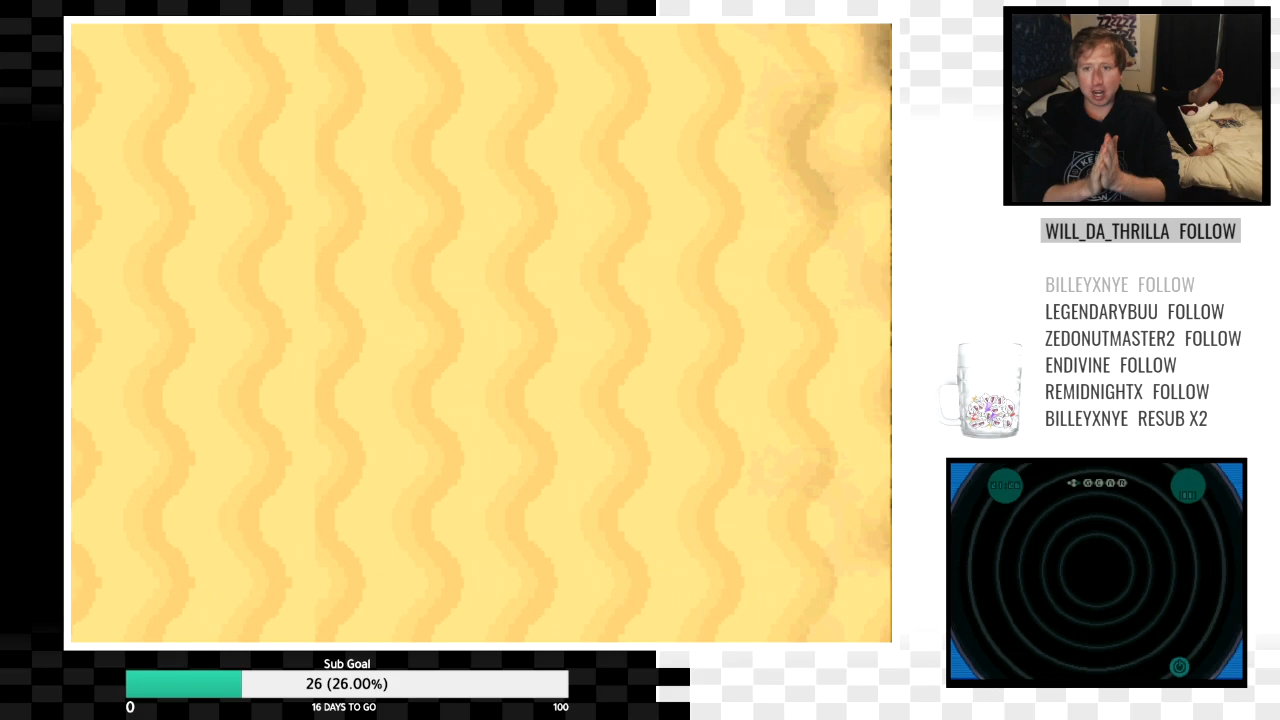 WILL_DA_THRILLA FOLLOW
BILLEYXNYE FOLLOW
LEGENDARYBUU FOLLOW
ZEDONUTMASTER2 FOLLOW
ENDIVINE FOLLOW
REMIDNIGHTX FOLLOW
BILLEYXNYE RESUB X2
GEAR
Sub Goal
26 (26.00%)
0
16 DAYS TO GO
100